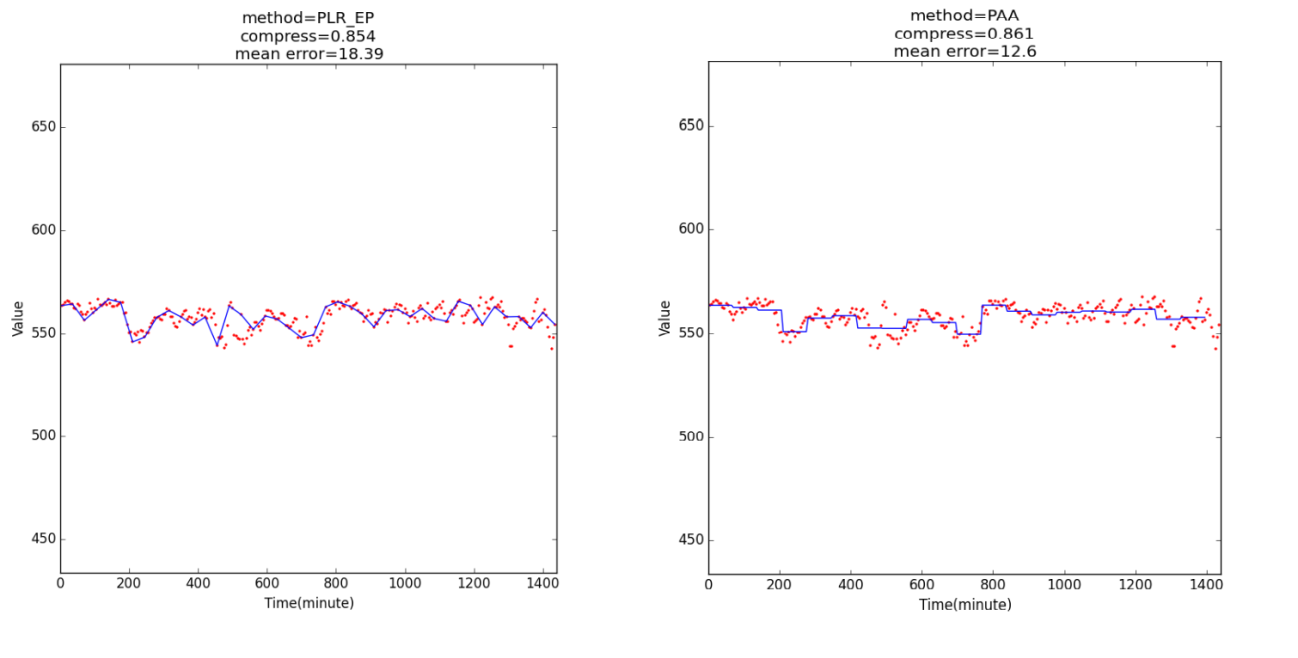 method=PLR_EP
compress=0.854
mean error=18.39
650
600
550
500
450
Value
0 200 400 600 800 1000 1200 1400
Time(minute)
method=PAA
compress=0.861
mean error=12.6
650
600
550
500
450
Value
0 200 400 600 800 1000 1200 1400
Time(minute)